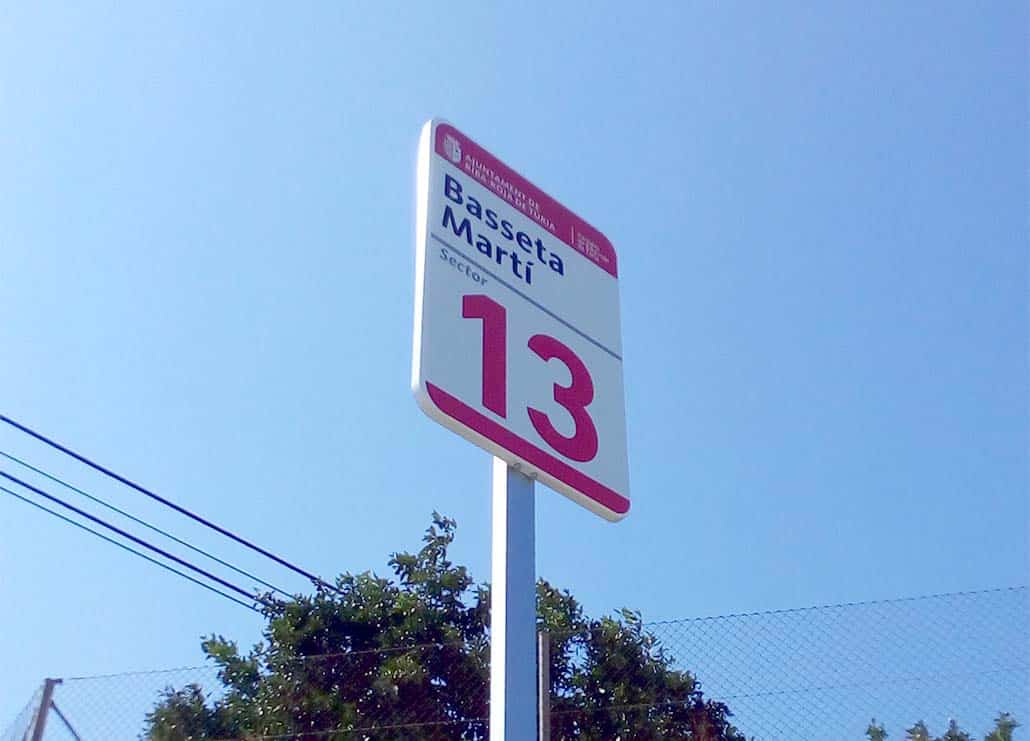 AJUNTAMENT DE
RIBA-ROJA DE TÚRIA
Basseta
Martí
Sector
13